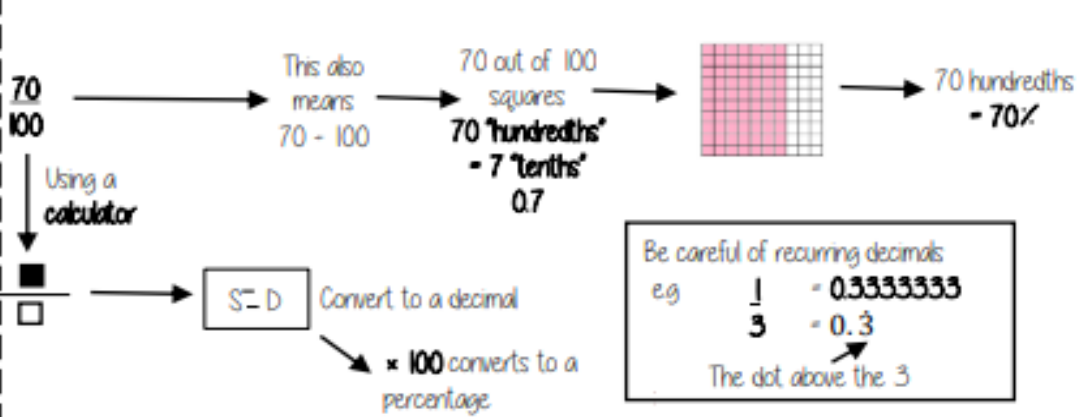 70
100
This also
means
70 - 100
70 out of 100
squares
70 "hundredths"
- 7 "tenths"
0.7
70 hundredths
- 70%
Using a
calculator
S-D
Convert to a decimal
× 100 converts to a
percentage
Be careful of recurring decimals
eg 1 - 0.3333333
3 - 0.3̇
The dot above the 3